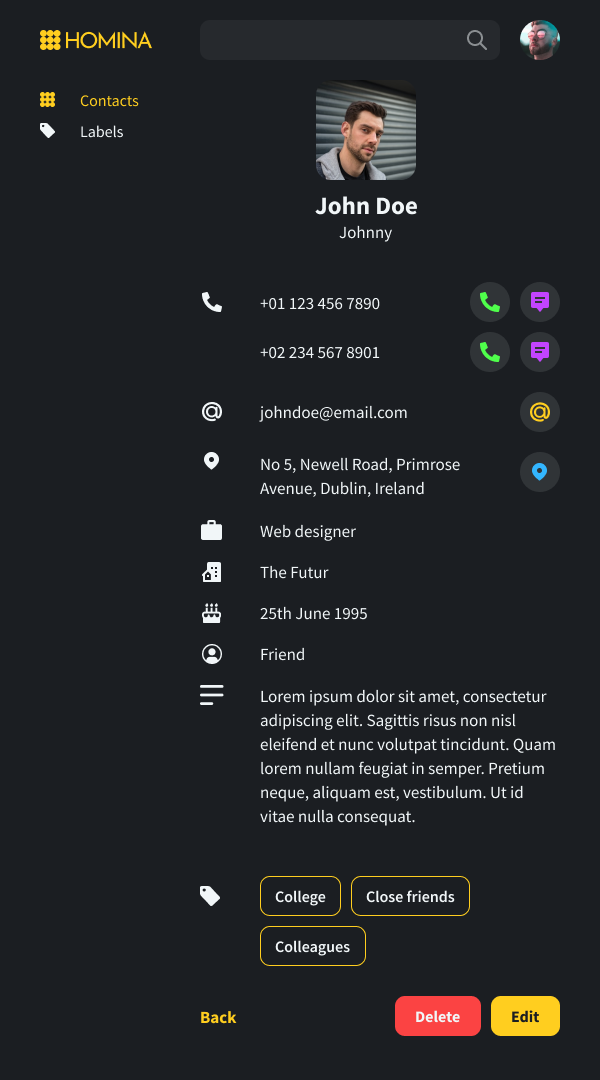 HOMINA
Contacts
Labels
John Doe
Johnny
+01 123 456 7890
+02 234 567 8901
johndoe@email.com
No 5, Newell Road, Primrose
Avenue, Dublin, Ireland
Web designer
The Futur
25th June 1995
Friend
Lorem ipsum dolor sit amet, consectetur
adipiscing elit. Sagittis risus non nisl
eleifend et nunc volutpat tincidunt. Quam
lorem nullam feugiat in semper. Pretium
neque, aliquam est, vestibulum. Ut id
vitae nulla consequat.
College Close friends
Colleagues
Back Delete Edit